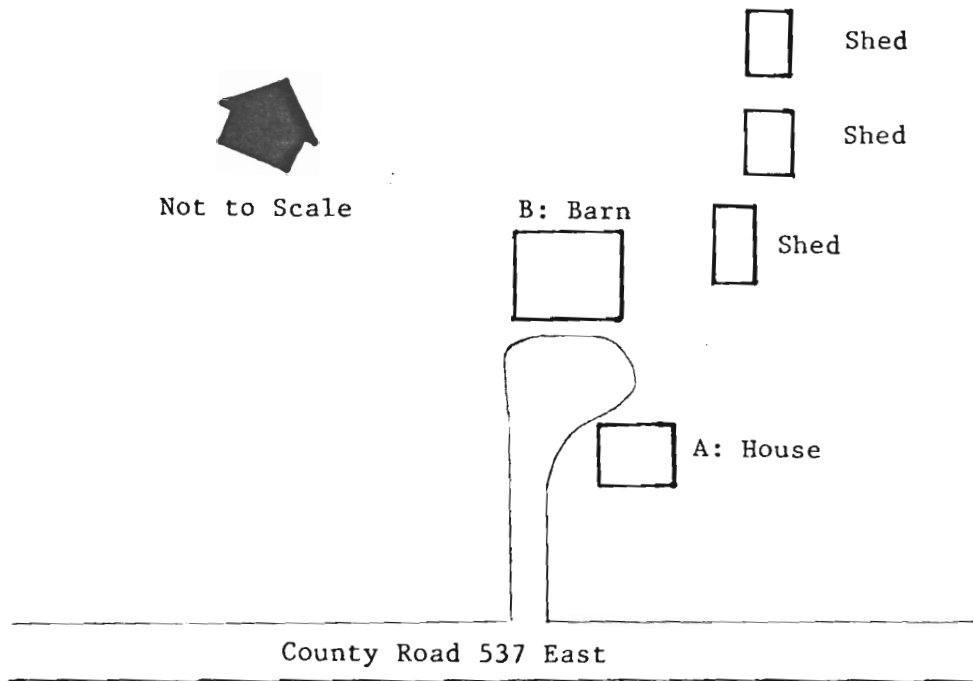 Shed
Shed
Not to Scale
B: Barn
Shed
A: House
County Road 537 East